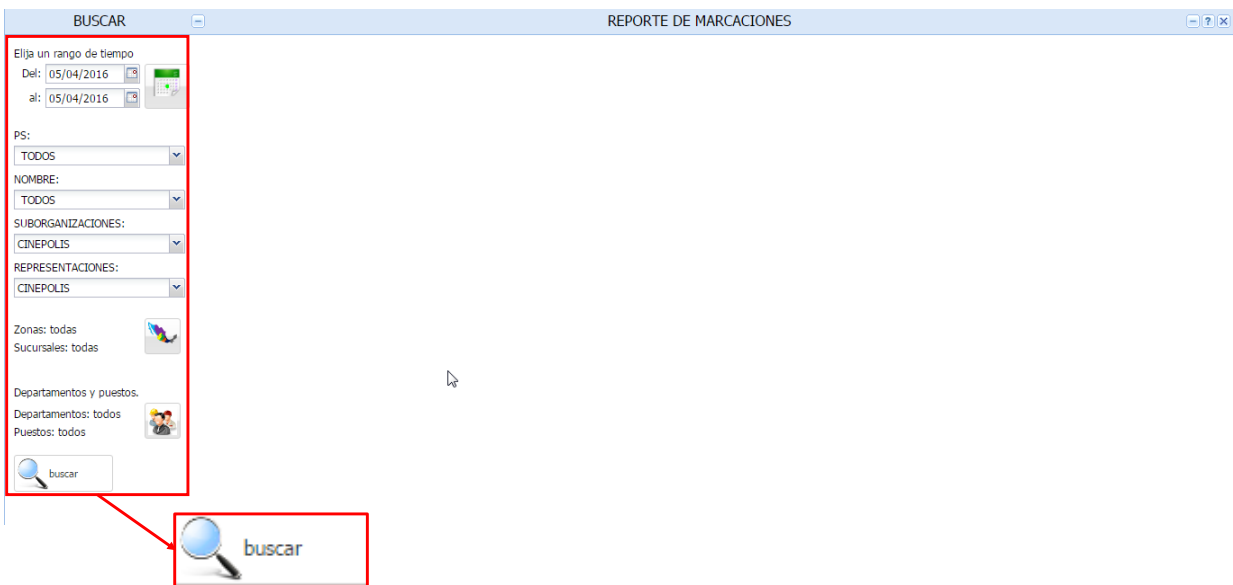 BUSCAR
REPORTE DE MARCACIONES
Elija un rango de tiempo
Del: 05/04/2016
al: 05/04/2016
PS:
TODOS
NOMBRE:
TODOS
SUBORGANIZACIONES:
CINEPOLIS
REPRESENTACIONES:
CINEPOLIS
Zonas: todas
Sucursales: todas
Departamentos y puestos.
Departamentos: todos
Puestos: todos
buscar
buscar